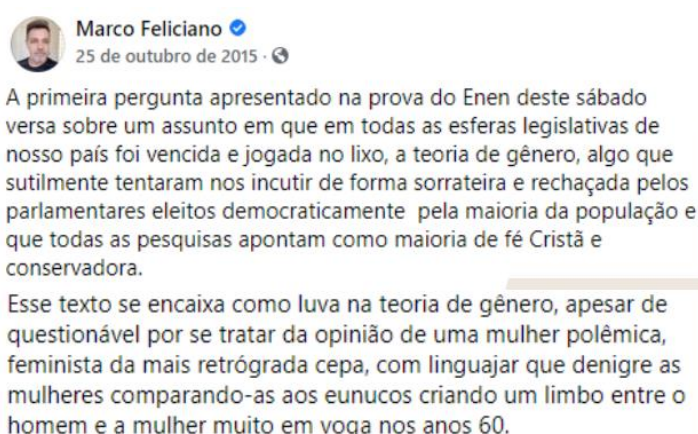 Marco Feliciano
25 de outubro de 2015 ·
A primeira pergunta apresentado na prova do Enen deste sábado
versa sobre um assunto em que em todas as esferas legislativas de
nosso país foi vencida e jogada no lixo, a teoria de gênero, algo que
sutilmente tentaram nos incutir de forma sorrateira e rechaçada pelos
parlamentares eleitos democraticamente pela maioria da população e
que todas as pesquisas apontam como maioria de fé Cristã e
conservadora.
Esse texto se encaixa como luva na teoria de gênero, apesar de
questionável por se tratar da opinião de uma mulher polêmica,
feminista da mais retrógrada cepa, com linguajar que denigre as
mulheres comparando-as aos eunucos criando um limbo entre o
homem e a mulher muito em voga nos anos 60.